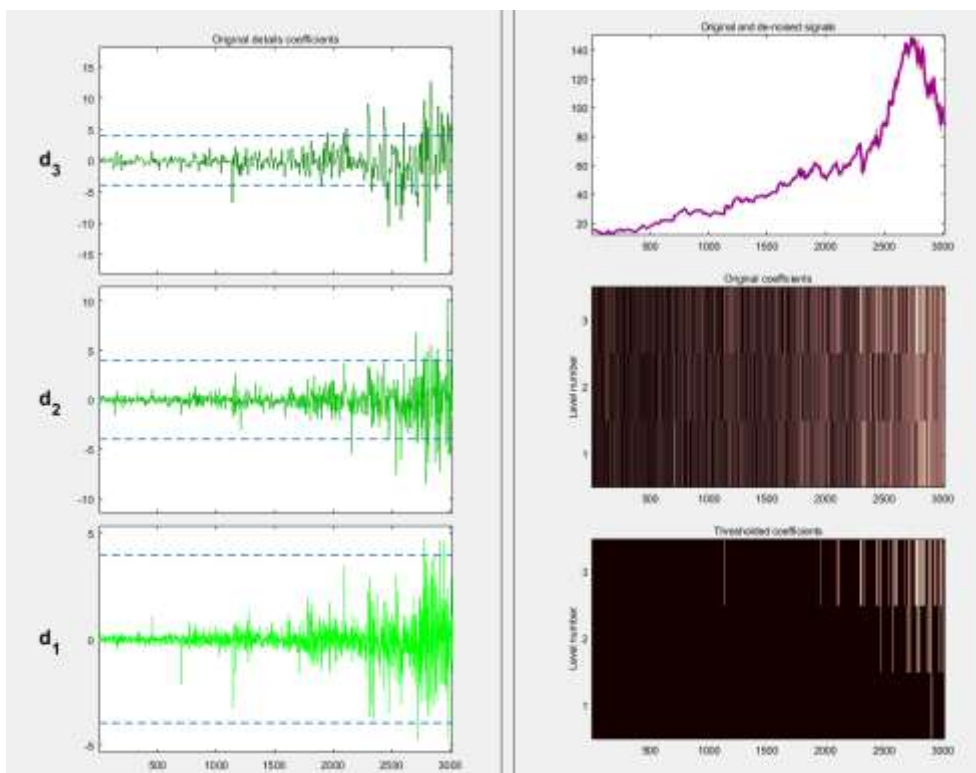 Original details coefficients
15
10
5
0
-5
-10
-15
d3
10
5
0
-5
-10
d2
5
0
-5
d1
500 1000 1500 2000 2500 3000
Original and de-noised signals
140
120
100
80
60
40
20
500 1000 1500 2000 2500 3000
Original coefficients
3
2
1
Level number
500 1000 1500 2000 2500 3000
Thresholded coefficients
3
2
1
Level number
500 1000 1500 2000 2500 3000